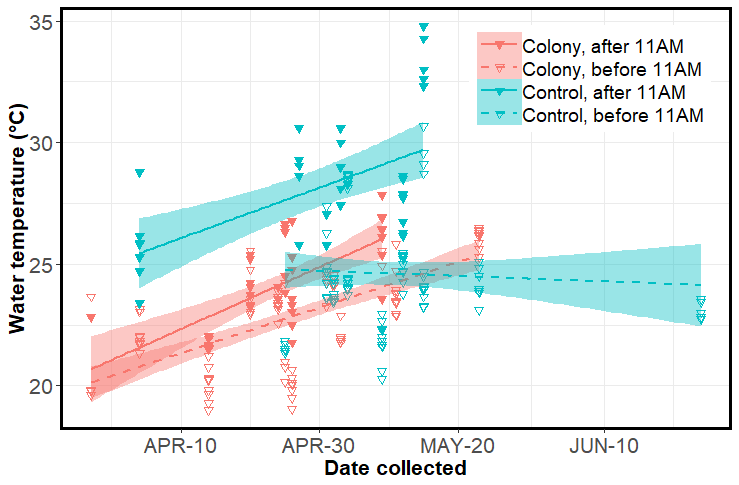 35
30
25
20
Water temperature (°C)
Colony, after 11AM
Colony, before 11AM
Control, after 11AM
Control, before 11AM
APR-10 APR-30 MAY-20 JUN-10
Date collected